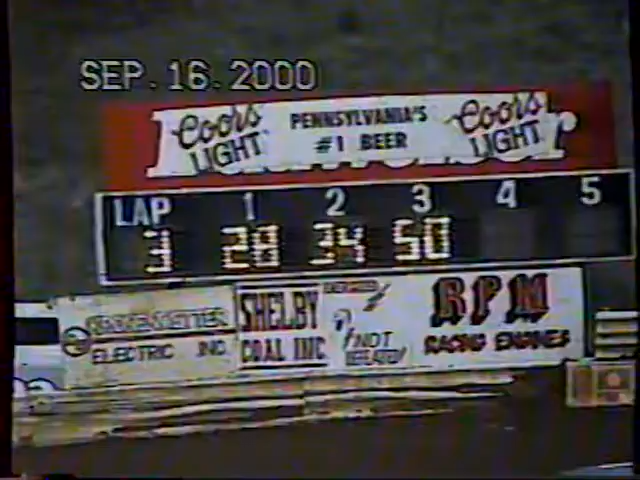 SEP. 16. 2000
Coors LIGHT
PENNSYLVANIA'S #1 BEER
Coors LIGHT
LAP 1 2 3 4 5
3 28 34 50
ELECTRIC INC.
SHELBY COAL INC
NOT DEFEATED!
RPM
RACING ENGINES